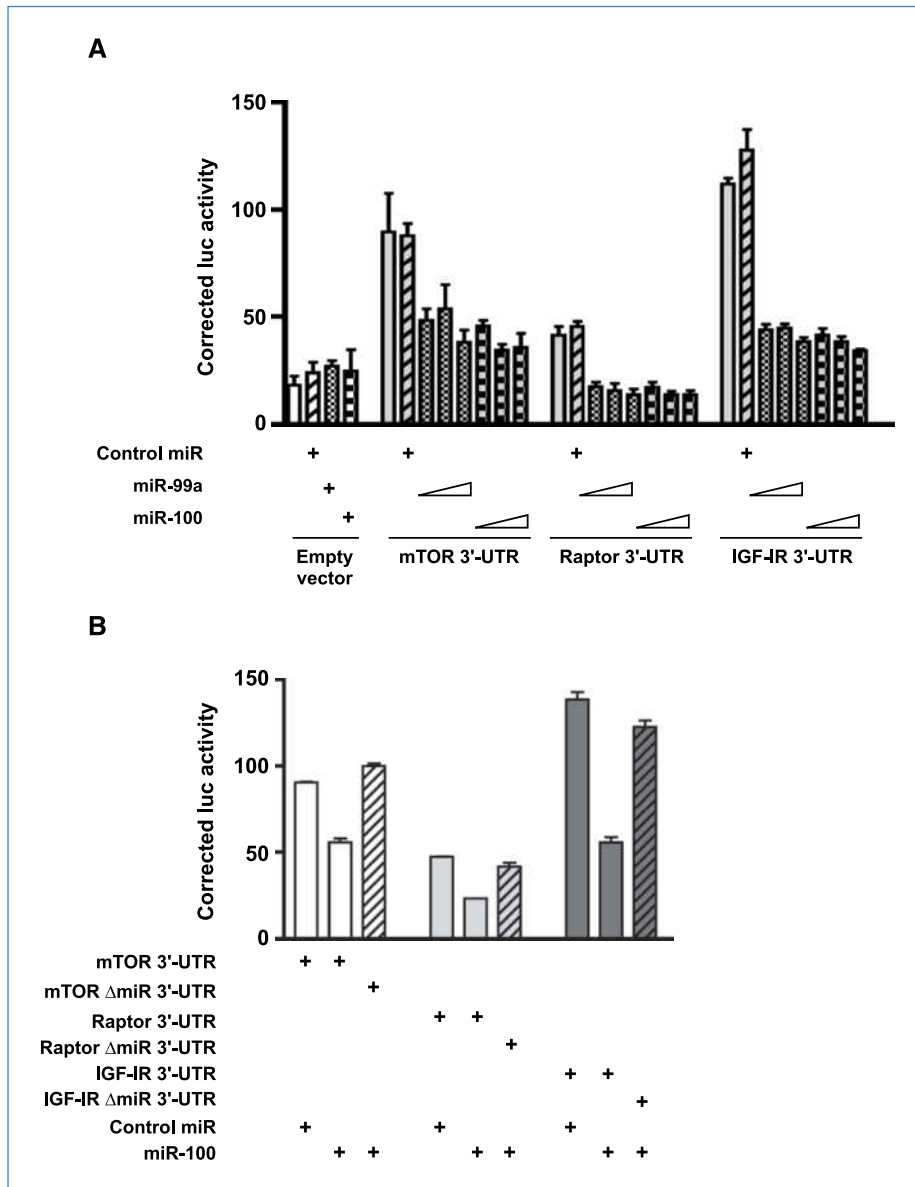 A
Corrected luc activity
150
100
50
0
Control miR + + + +
miR-99a +
miR-100 +
Empty vector
mTOR 3'-UTR
Raptor 3'-UTR
IGF-IR 3'-UTR
B
Corrected luc activity
150
100
50
0
mTOR 3'-UTR + +
mTOR ΔmiR 3'-UTR +
Raptor 3'-UTR + +
Raptor ΔmiR 3'-UTR +
IGF-IR 3'-UTR + +
IGF-IR ΔmiR 3'-UTR +
Control miR + + +
miR-100 + + + + + +